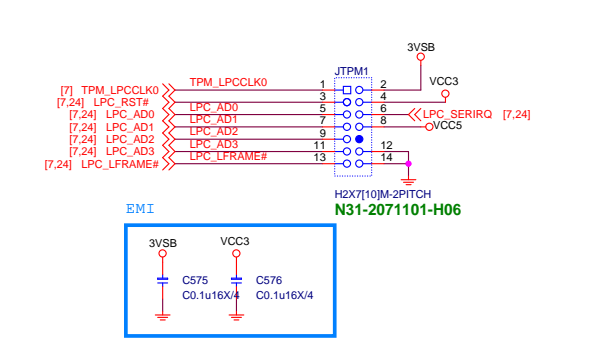 3VSB
JTPM1
VCC3
[7] TPM_LPCCLK0 TPM_LPCCLK0 1 2
[7,24] LPC_RST# 3 4
[7,24] LPC_AD0 LPC_AD0 5 6 LPC_SERIRQ [7,24]
[7,24] LPC_AD1 LPC_AD1 7 8 VCC5
[7,24] LPC_AD2 LPC_AD2 9
[7,24] LPC_AD3 LPC_AD3 11 12
[7,24] LPC_LFRAME# LPC_LFRAME# 13 14
H2X7[10]M-2PITCH
N31-2071101-H06
EMI
3VSB VCC3
C575 C576
C0.1u16X/4 C0.1u16X/4